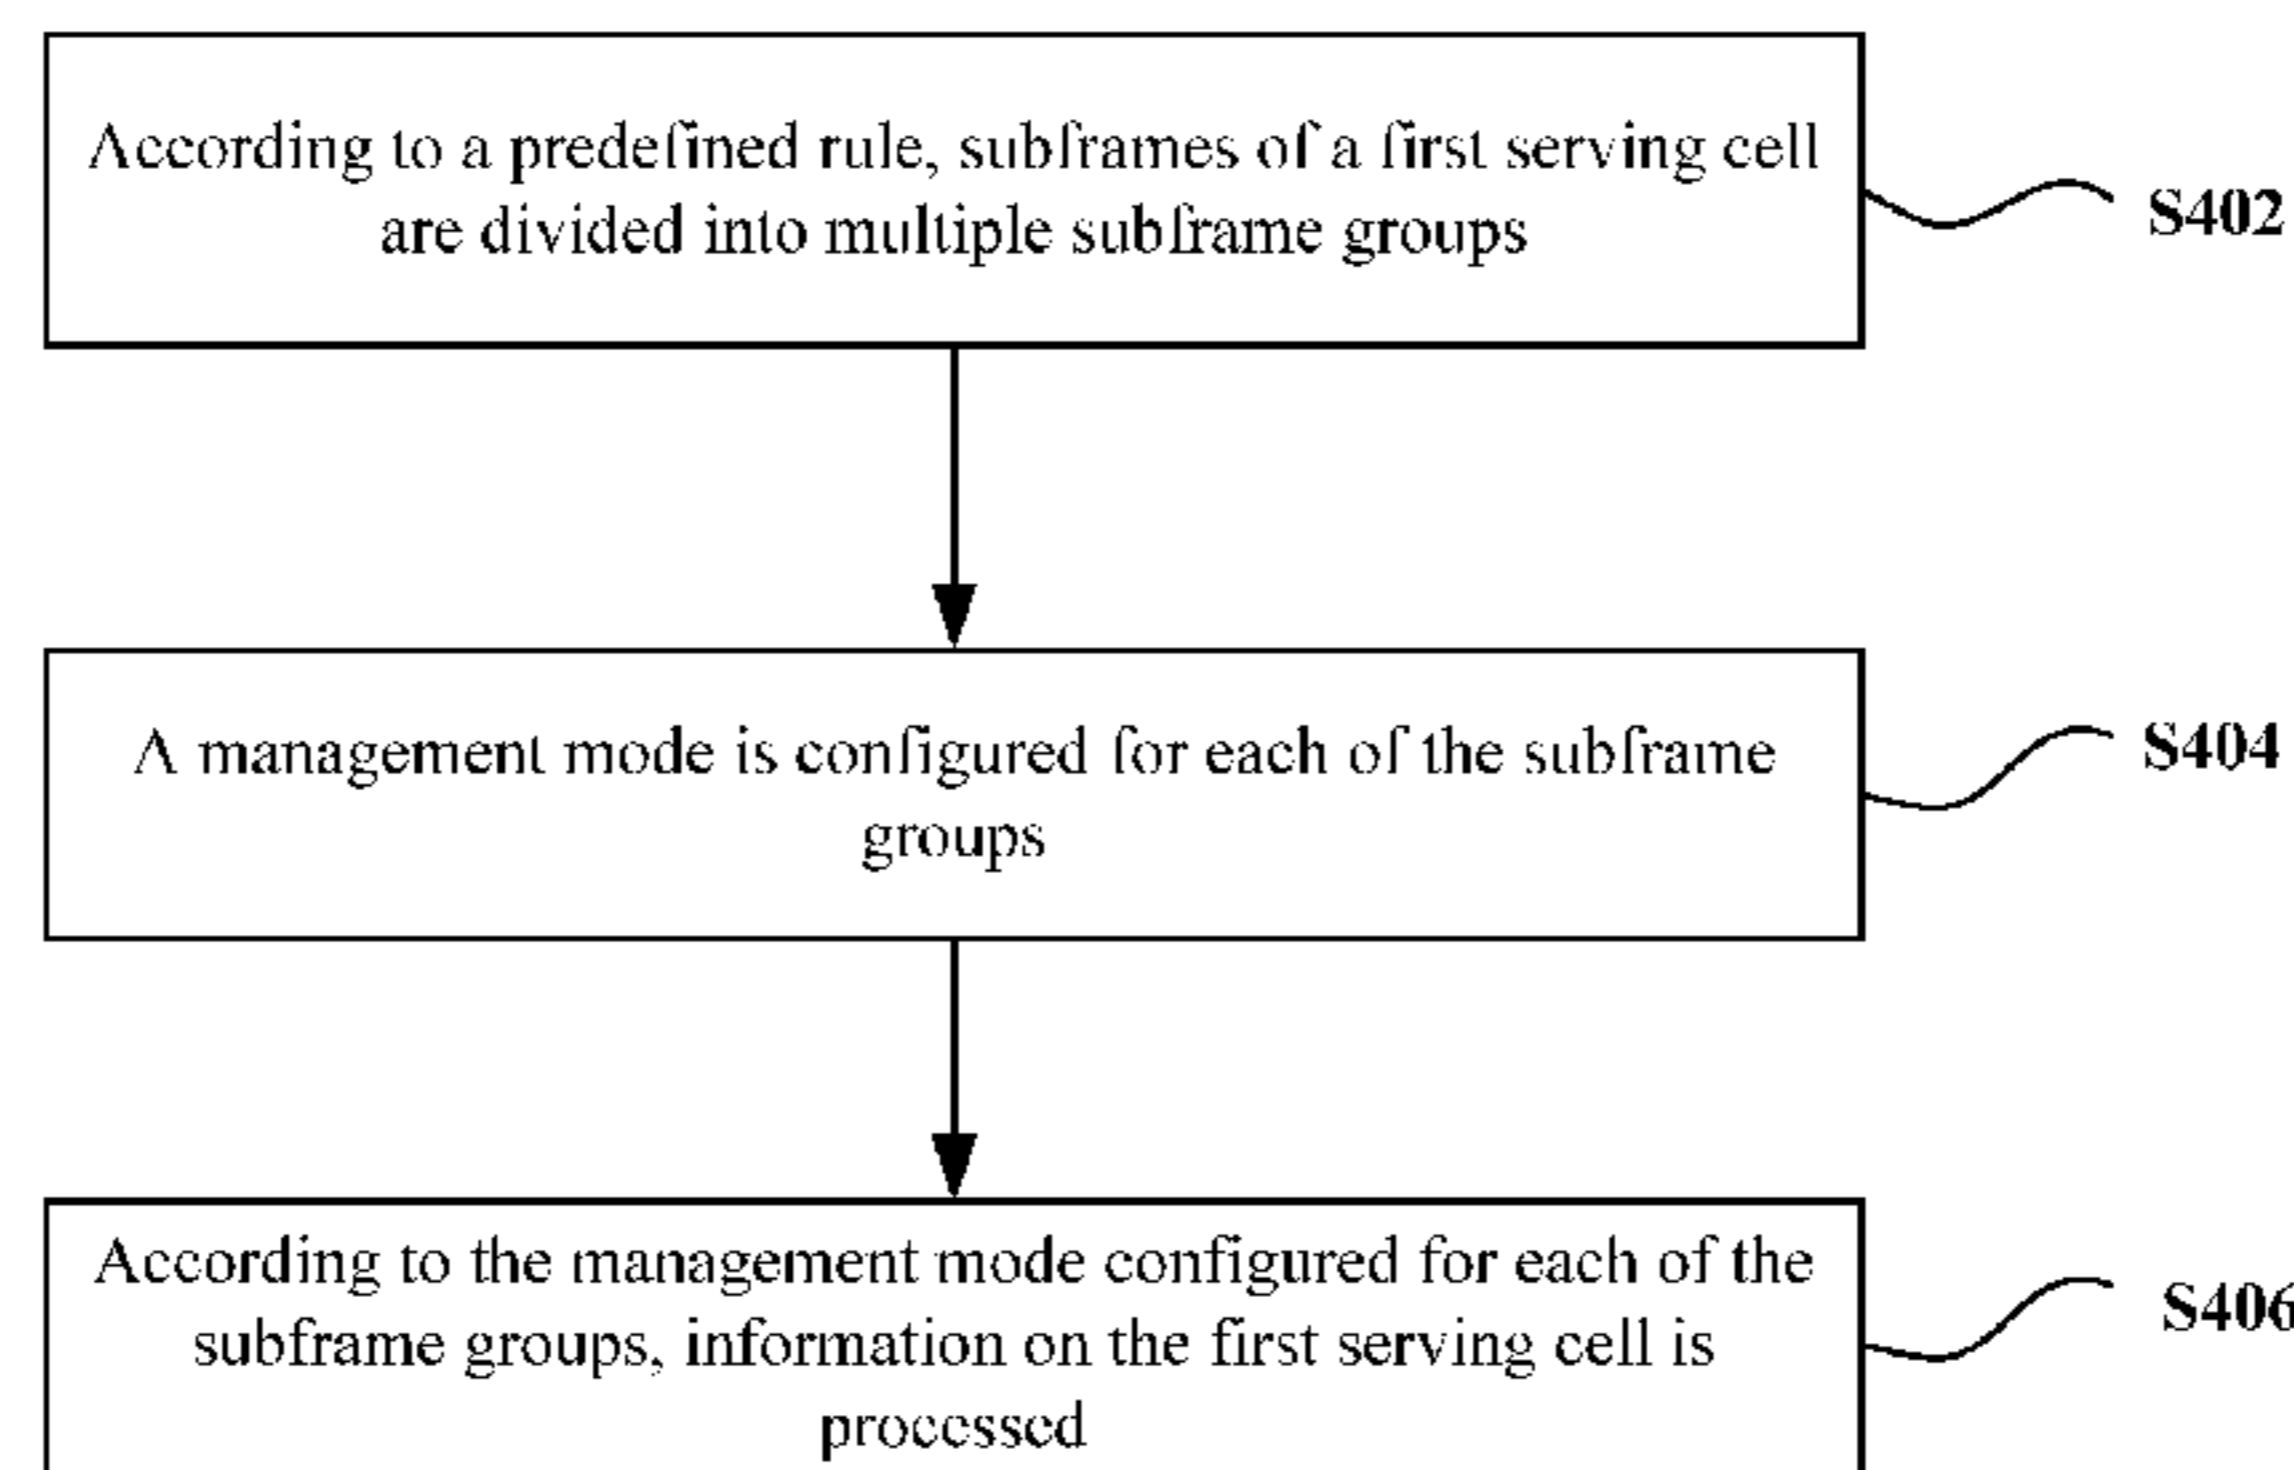 According to a predefined rule, subframes of a first serving cell
are divided into multiple subframe groups
S402
A management mode is configured for each of the subframe
groups
S404
According to the management mode configured for each of the
subframe groups, information on the first serving cell is
processed
S406